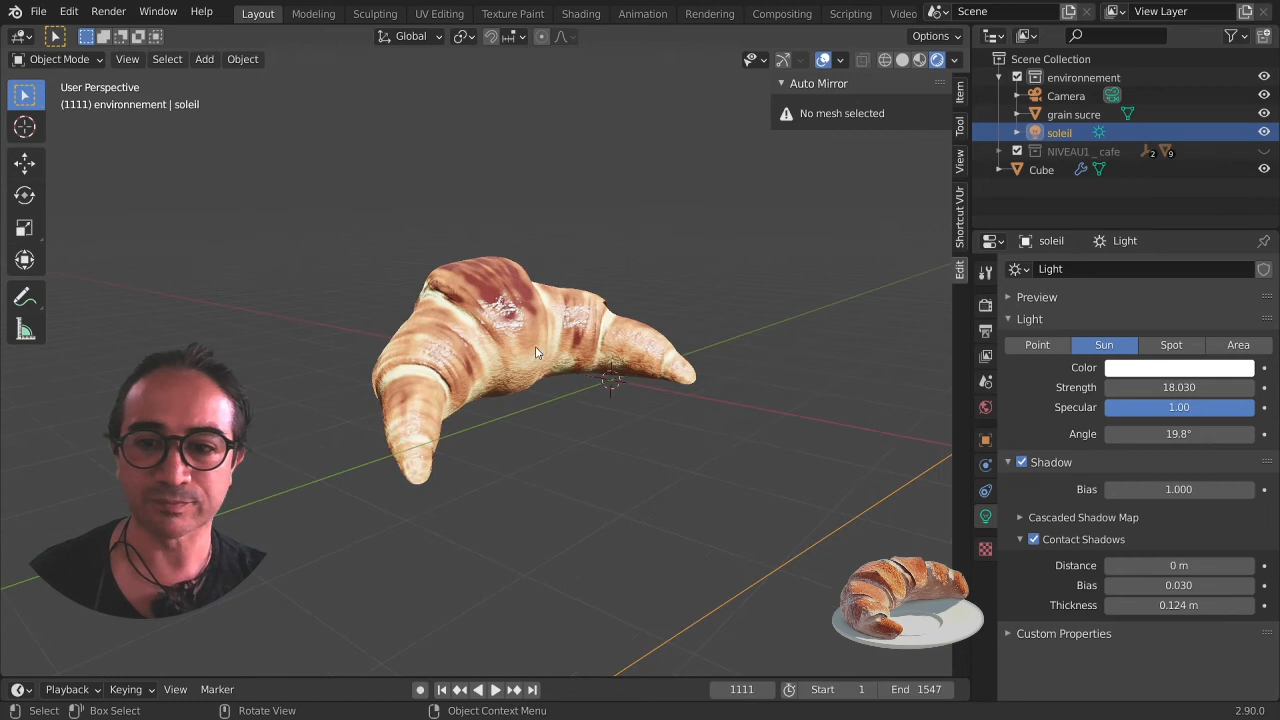 File Edit Render Window Help Layout Modeling Sculpting UV Editing Texture Paint Shading Animation Rendering Compositing Scripting Video Scene View Layer
Global Options
Object Mode View Select Add Object
User Perspective
(1111) environnement | soleil
Auto Mirror
No mesh selected
Item
Tool
View
Shortcut VUr
Edit
Scene Collection
environnement
Camera
grain sucre
soleil
NIVEAU1_cafe 2 9
Cube
soleil Light
Light
Preview
Light
Point Sun Spot Area
Color
Strength 18.030
Specular 1.00
Angle 19.8°
Shadow
Bias 1.000
Cascaded Shadow Map
Contact Shadows
Distance 0 m
Bias 0.030
Thickness 0.124 m
Custom Properties
Playback Keying View Marker 1111 Start 1 End 1547
Select Box Select Rotate View Object Context Menu 2.90.0